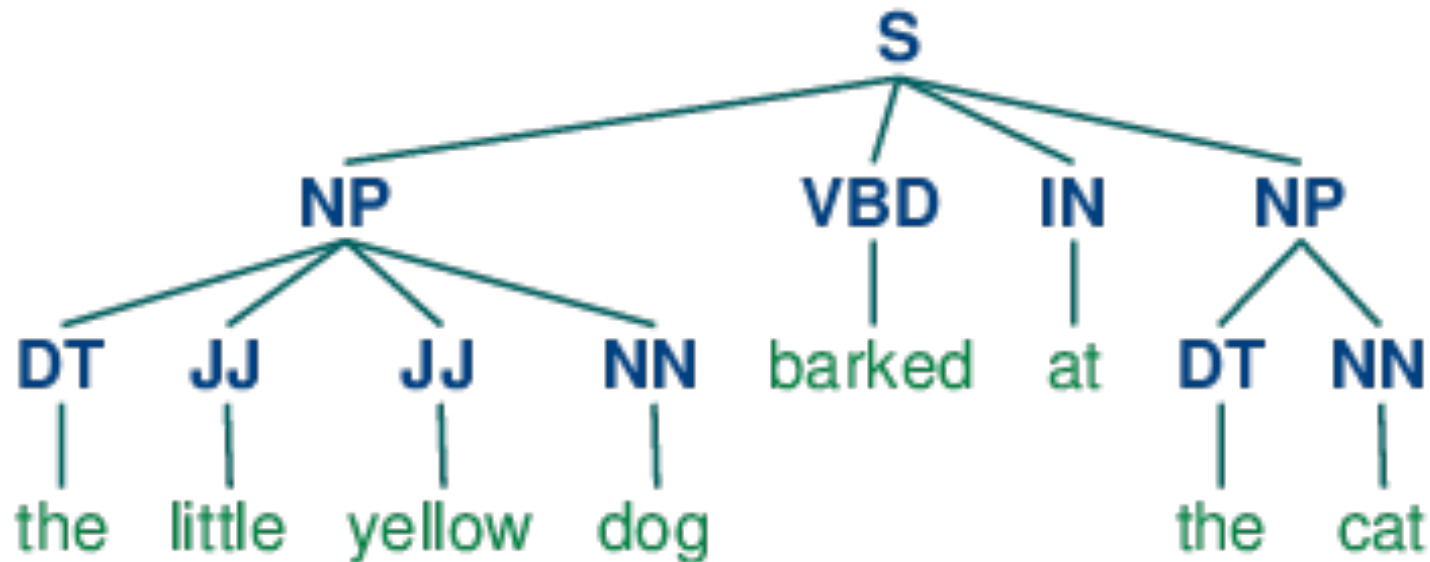 S
NP VBD IN NP
DT JJ JJ NN barked at DT NN
the little yellow dog the cat